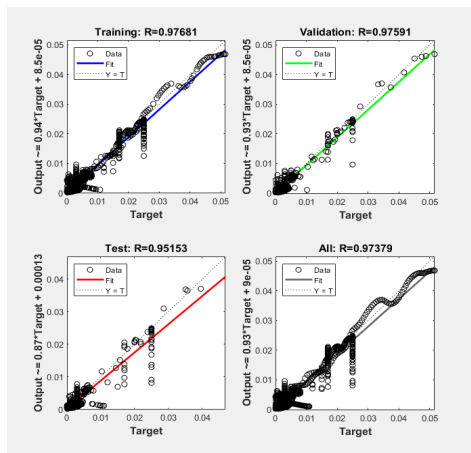 Training: R=0.97681
Output ~= 0.94*Target + 8.5e-05
0.05
0.04
0.03
0.02
0.01
0
Data
Fit
Y = T
0 0.01 0.02 0.03 0.04 0.05
Target
Validation: R=0.97591
Output ~= 0.93*Target + 8.5e-05
0.05
0.04
0.03
0.02
0.01
0
Data
Fit
Y = T
0 0.01 0.02 0.03 0.04 0.05
Target
Test: R=0.95153
Output ~= 0.87*Target + 0.00013
0.04
0.03
0.02
0.01
0
Data
Fit
Y = T
0 0.01 0.02 0.03 0.04
Target
All: R=0.97379
Output ~= 0.93*Target + 9e-05
0.05
0.04
0.03
0.02
0.01
0
Data
Fit
Y = T
0 0.01 0.02 0.03 0.04 0.05
Target